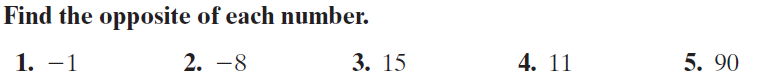 Find the opposite of each number.
1. −1 2. −8 3. 15 4. 11 5. 90